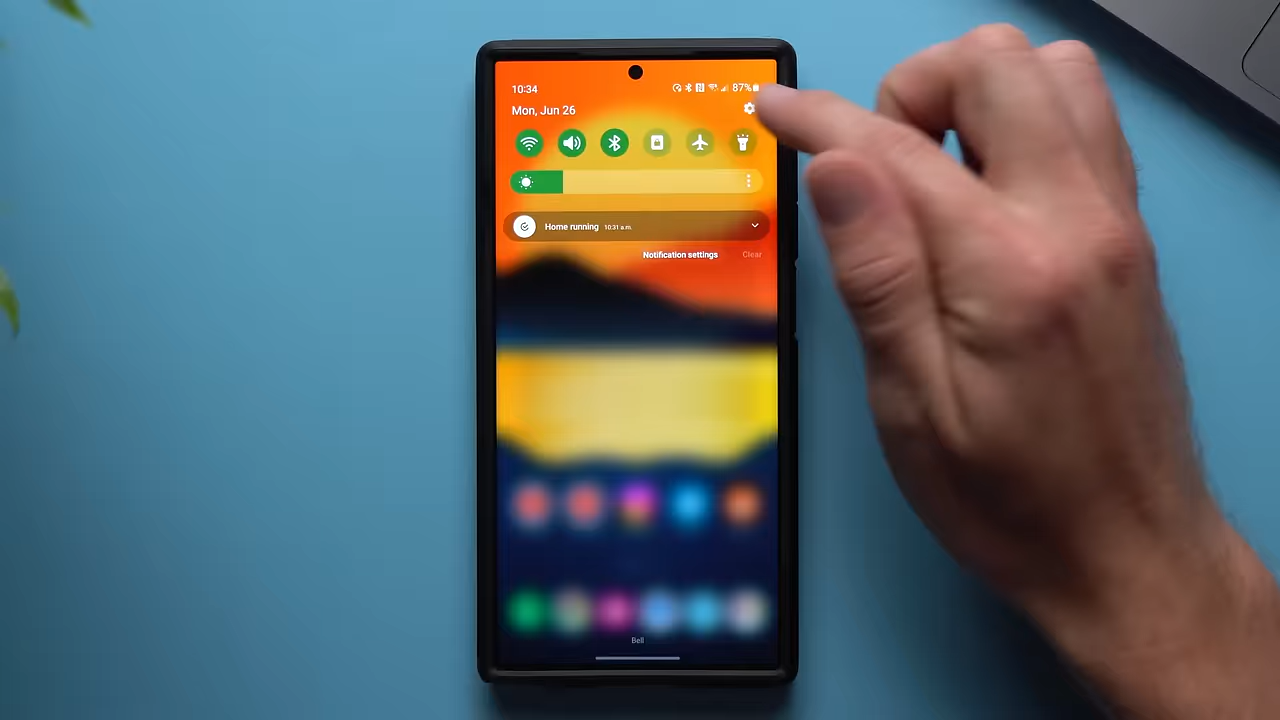 10:34
87%
Mon, Jun 26
Home running 10:31 a.m.
Notification settings
Clear
Bell